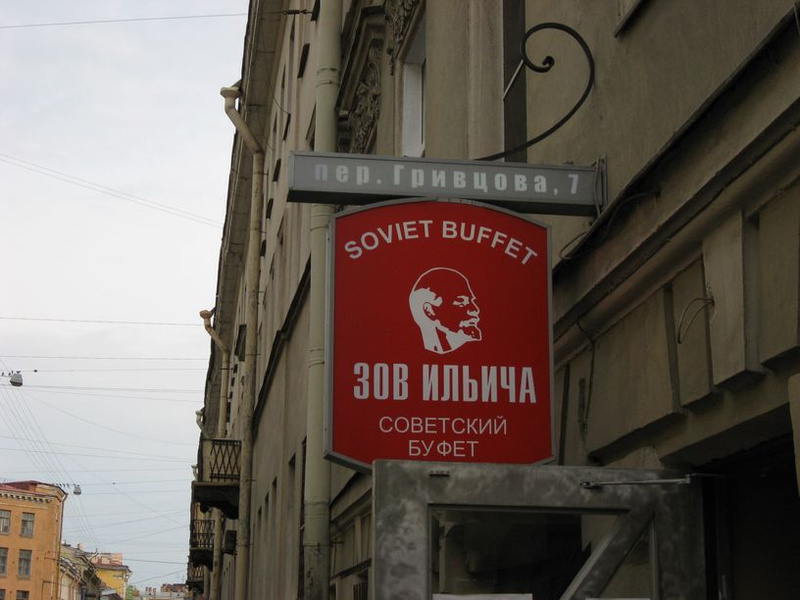 пер. Гривцова, 7
SOVIET BUFFET
ЗОВ ИЛЬИЧА
СОВЕТСКИЙ
БУФЕТ